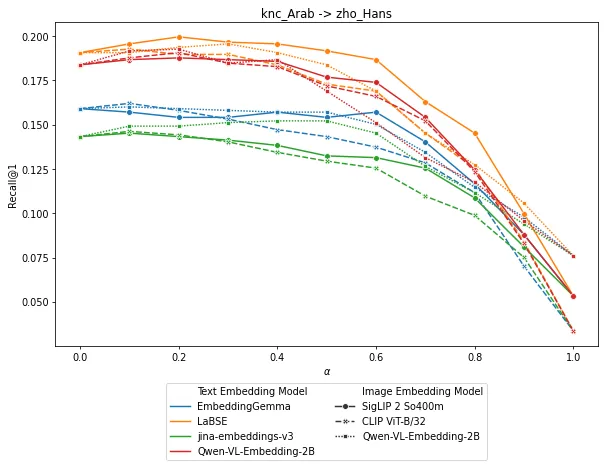 knc_Arab -> zho_Hans
Recall@1
0.200
0.175
0.150
0.125
0.100
0.075
0.050
0.0 0.2 0.4 0.6 0.8 1.0
α
Text Embedding Model
EmbeddingGemma
LaBSE
jina-embeddings-v3
Qwen-VL-Embedding-2B
Image Embedding Model
SigLIP 2 So400m
CLIP ViT-B/32
Qwen-VL-Embedding-2B